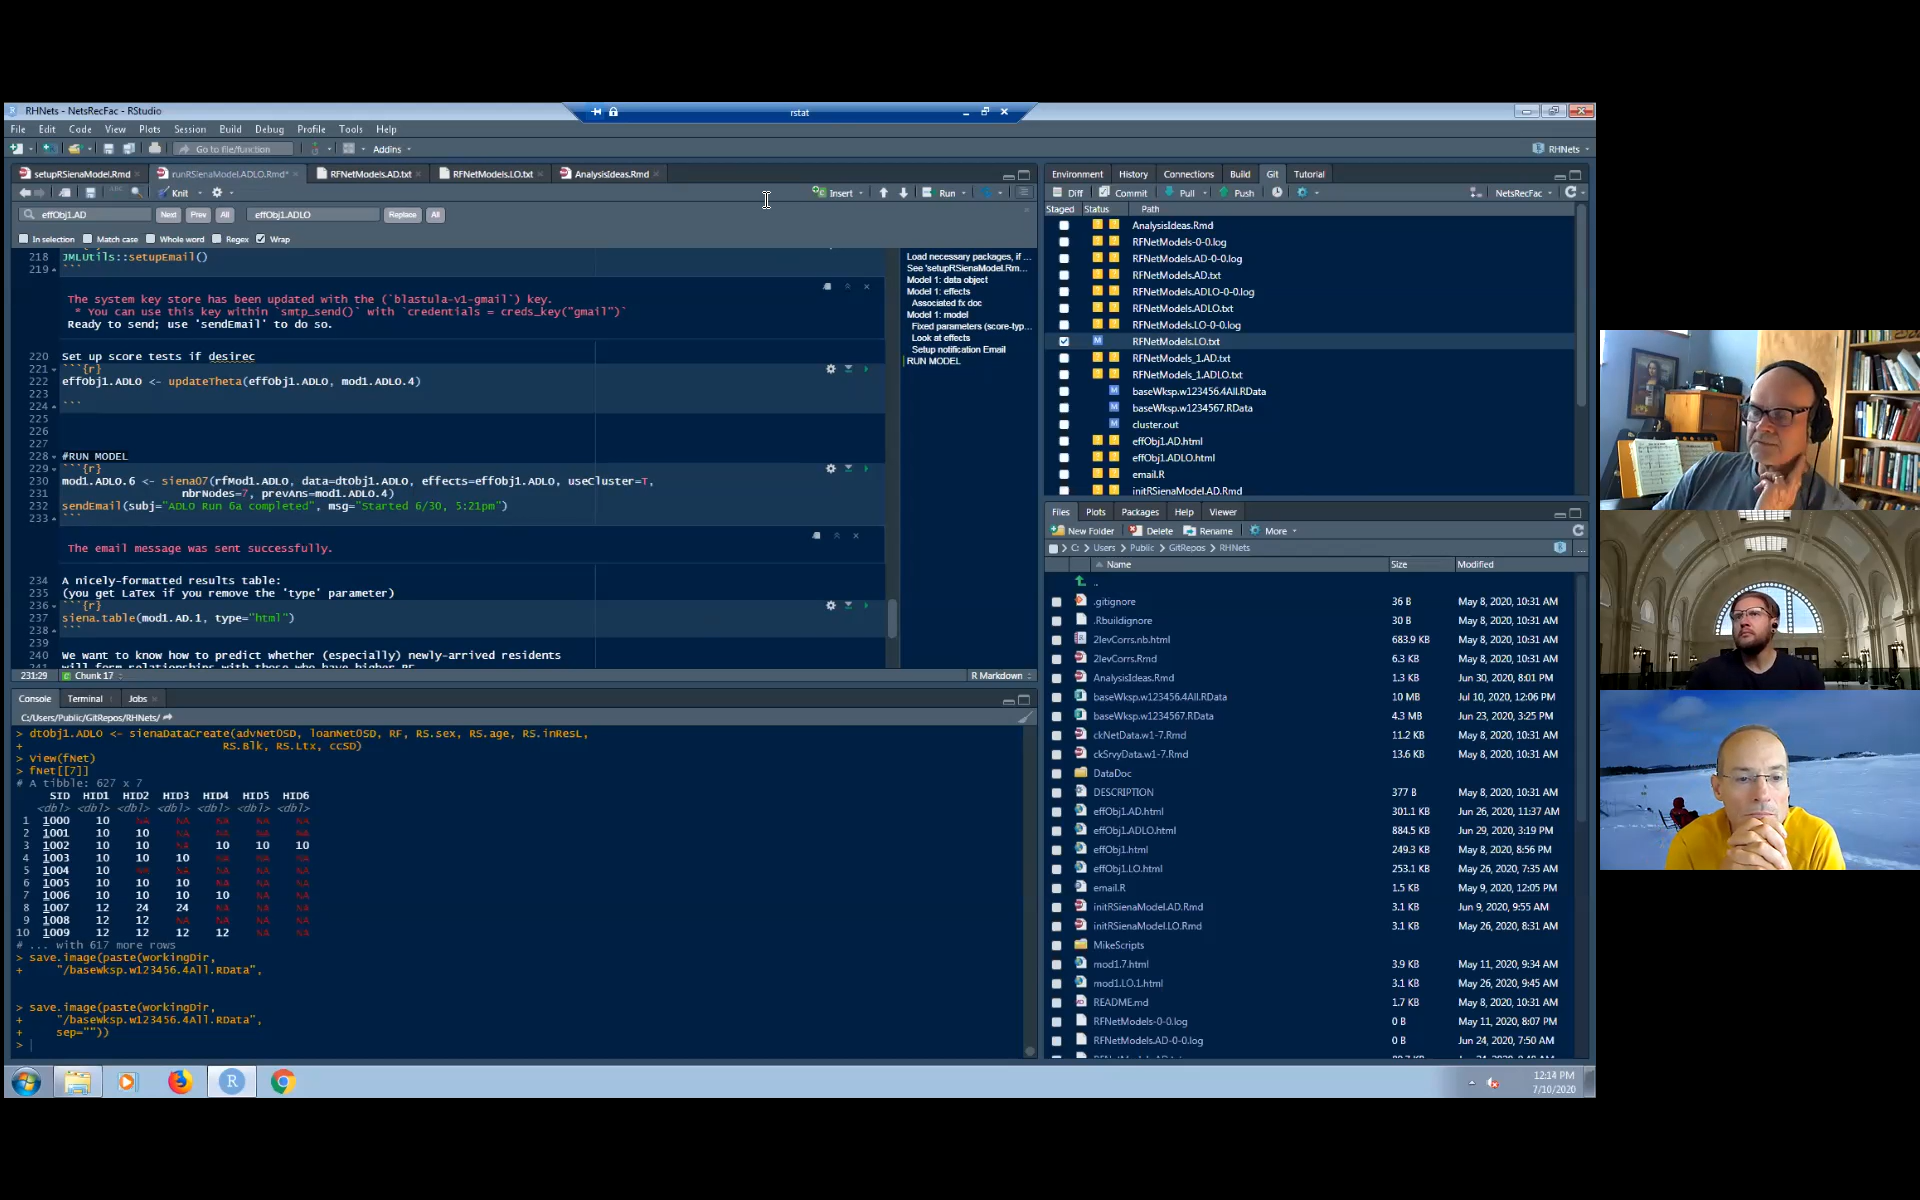 RHNets - NetsRecFac - RStudio
rstat
File Edit Code View Plots Session Build Debug Profile Tools Help
Go to file/function Addins RHNets
setupRSienaModel.Rmd runRSienaModel.ADLO.Rmd* RFNetModels.AD.txt RFNetModels.LO.txt AnalysisIdeas.Rmd
Knit Insert Run
effObj1.AD Next Prev All effObj1.ADLO Replace All
In selection Match case Whole word Regex Wrap
218 JMLUtils::setupEmail()
219 ```
The system key store has been updated with the (`blastula-v1-gmail`) key.
* You can use this key within `smtp_send()` with `credentials = creds_key("gmail")`
Ready to send; use 'sendEmail' to do so.
220 Set up score tests if desirec
221 ```{r}
222 effObj1.ADLO <- updateTheta(effObj1.ADLO, mod1.ADLO.4)
223
224 ```
225
226
227
228 #RUN MODEL
229 ```{r}
230 mod1.ADLO.6 <- siena07(rfMod1.ADLO, data=dtObj1.ADLO, effects=effObj1.ADLO, useCluster=T,
231 nbrNodes=7, prevAns=mod1.ADLO.4)
232 sendEmail(subj="ADLO Run 6a completed", msg="Started 6/30, 5:21pm")
233 ```
The email message was sent successfully.
234 A nicely-formatted results table:
235 (you get LaTex if you remove the 'type' parameter)
236 ```{r}
237 siena.table(mod1.AD.1, type="html")
238 ```
239
240 We want to know how to predict whether (especially) newly-arrived residents
241 will form relationships with those who have higher RF
231:29 Chunk 17 R Markdown
Load necessary packages, if ...
See 'setupRSienaModel.Rm...
Model 1: data object
Model 1: effects
Associated fx doc
Model 1: model
Fixed parameters (score-typ...
Look at effects
Setup notification Email
RUN MODEL
Console Terminal Jobs
C:/Users/Public/GitRepos/RHNets/
> dtObj1.ADLO <- sienaDataCreate(advNetOSD, loanNetOSD, RF, RS.sex, RS.age, RS.inResL,
+ RS.Blk, RS.Ltx, ccSD)
> View(fNet)
> fNet[[7]]
# A tibble: 627 x 7
SID HID1 HID2 HID3 HID4 HID5 HID6
<dbl> <dbl> <dbl> <dbl> <dbl> <dbl> <dbl>
1 1000 10 NA NA NA NA NA
2 1001 10 10 NA NA NA NA
3 1002 10 10 NA 10 10 10
4 1003 10 10 10 NA NA NA
5 1004 10 NA NA NA NA NA
6 1005 10 10 10 NA NA NA
7 1006 10 10 10 10 NA NA
8 1007 12 24 24 NA NA NA
9 1008 12 12 NA NA NA NA
10 1009 12 12 12 12 NA NA
# ... with 617 more rows
> save.image(paste(workingDir,
+ "/baseWksp.w123456.4All.RData",
> save.image(paste(workingDir,
+ "/baseWksp.w123456.4All.RData",
+ sep=""))
>
Environment History Connections Build Git Tutorial
Diff Commit Pull Push NetsRecFac
Staged Status Path
AnalysisIdeas.Rmd
RFNetModels-0-0.log
RFNetModels.AD-0-0.log
RFNetModels.AD.txt
RFNetModels.ADLO-0-0.log
RFNetModels.ADLO.txt
RFNetModels.LO-0-0.log
M RFNetModels.LO.txt
RFNetModels_1.AD.txt
RFNetModels_1.ADLO.txt
M baseWksp.w123456.4All.RData
M baseWksp.w1234567.RData
M cluster.out
effObj1.AD.html
effObj1.ADLO.html
email.R
initRSienaModel.AD.Rmd
Files Plots Packages Help Viewer
New Folder Delete Rename More
C: > Users > Public > GitRepos > RHNets
Name Size Modified
..
.gitignore 36 B May 8, 2020, 10:31 AM
.Rbuildignore 30 B May 8, 2020, 10:31 AM
2levCorrs.nb.html 683.9 KB May 8, 2020, 10:31 AM
2levCorrs.Rmd 6.3 KB May 8, 2020, 10:31 AM
AnalysisIdeas.Rmd 1.3 KB Jun 30, 2020, 8:01 PM
baseWksp.w123456.4All.RData 10 MB Jul 10, 2020, 12:06 PM
baseWksp.w1234567.RData 4.3 MB Jun 23, 2020, 3:25 PM
ckNetData.w1-7.Rmd 11.2 KB May 8, 2020, 10:31 AM
ckSrvyData.w1-7.Rmd 13.6 KB May 8, 2020, 10:31 AM
DataDoc
DESCRIPTION 377 B May 8, 2020, 10:31 AM
effObj1.AD.html 301.1 KB Jun 26, 2020, 11:37 AM
effObj1.ADLO.html 884.5 KB Jun 29, 2020, 3:19 PM
effObj1.html 249.3 KB May 8, 2020, 8:56 PM
effObj1.LO.html 253.1 KB May 26, 2020, 7:35 AM
email.R 1.5 KB May 9, 2020, 12:05 PM
initRSienaModel.AD.Rmd 3.1 KB Jun 9, 2020, 9:55 AM
initRSienaModel.LO.Rmd 3.1 KB May 26, 2020, 8:31 AM
MikeScripts
mod1.7.html 3.9 KB May 11, 2020, 9:34 AM
mod1.LO.1.html 3.1 KB May 26, 2020, 9:45 AM
README.md 1.7 KB May 8, 2020, 10:31 AM
RFNetModels-0-0.log 0 B May 11, 2020, 8:07 PM
RFNetModels.AD-0-0.log 0 B Jun 24, 2020, 7:50 AM
12:14 PM
7/10/2020